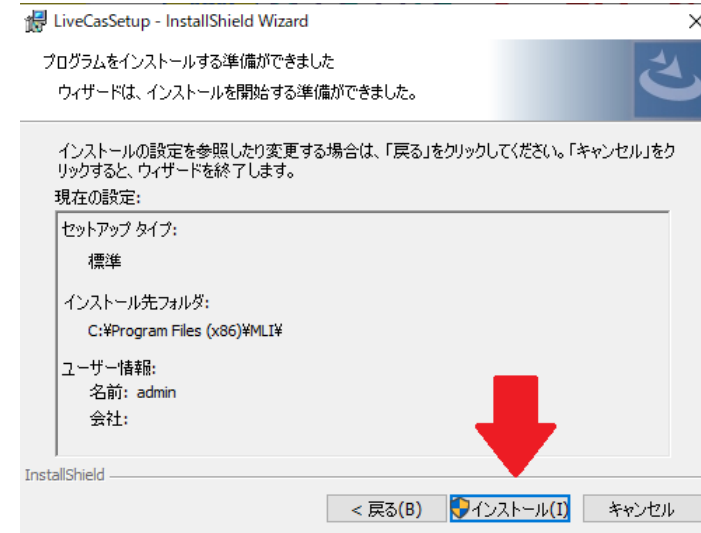 LiveCasSetup - InstallShield Wizard
プログラムをインストールする準備ができました
ウィザードは、インストールを開始する準備ができました。
インストールの設定を参照したり変更する場合は、「戻る」をクリックしてください。「キャンセル」をク
リックすると、ウィザードを終了します。
現在の設定:
セットアップ タイプ:
標準
インストール先フォルダ:
C:¥Program Files (x86)¥MLI¥
ユーザー情報:
名前: admin
会社:
InstallShield
< 戻る(B) インストール(I) キャンセル